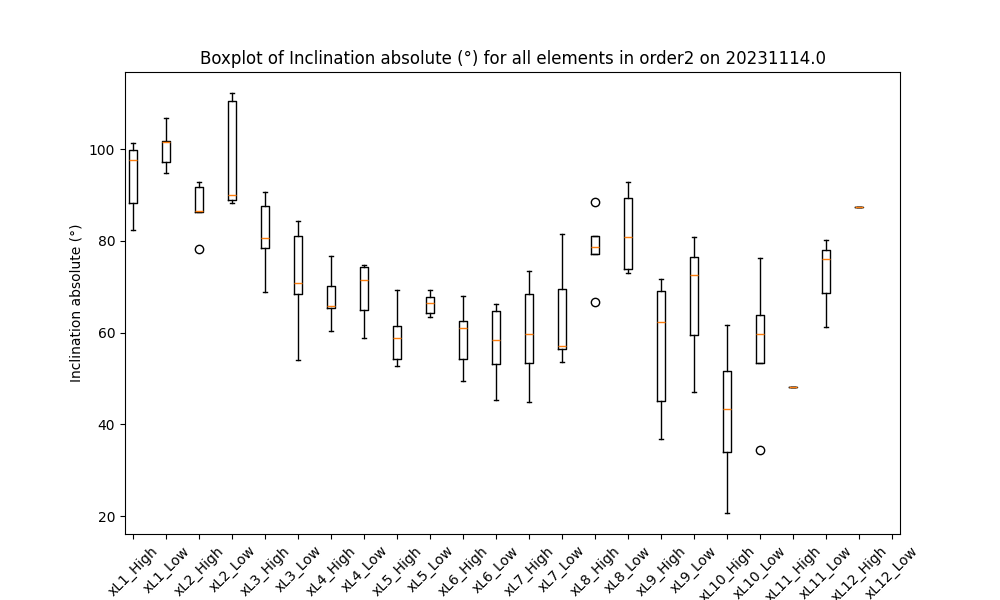 Boxplot of Inclination absolute (°) for all elements in order2 on 20231114.0
Inclination absolute (°)
100
80
60
40
20
xL1_High
xL1_Low
xL2_High
xL2_Low
xL3_High
xL3_Low
xL4_High
xL4_Low
xL5_High
xL5_Low
xL6_High
xL6_Low
xL7_High
xL7_Low
xL8_High
xL8_Low
xL9_High
xL9_Low
xL10_High
xL10_Low
xL11_High
xL11_Low
xL12_High
xL12_Low